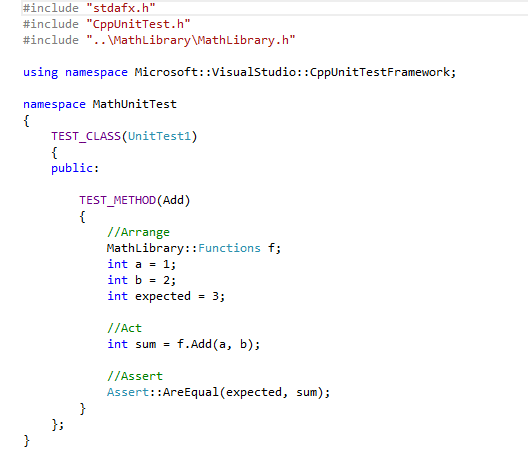 #include "stdafx.h"
#include "CppUnitTest.h"
#include "..\MathLibrary\MathLibrary.h"

using namespace Microsoft::VisualStudio::CppUnitTestFramework;

namespace MathUnitTest
{
    TEST_CLASS(UnitTest1)
    {
    public:

        TEST_METHOD(Add)
        {
            //Arrange
            MathLibrary::Functions f;
            int a = 1;
            int b = 2;
            int expected = 3;

            //Act
            int sum = f.Add(a, b);

            //Assert
            Assert::AreEqual(expected, sum);
        }
    };
}